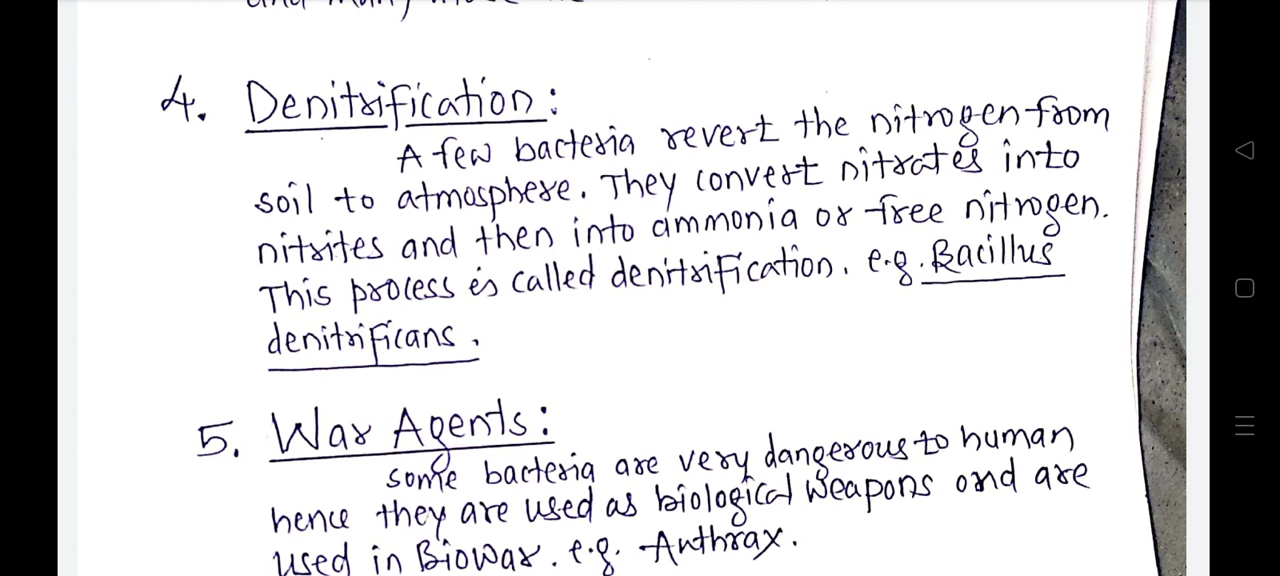 4. Denitrification:
A few bacteria revert the nitrogen from
soil to atmosphere. They convert nitrates into
nitrites and then into ammonia or free nitrogen.
This process is called denitrification. e.g. Bacillus
denitrificans.
5. War Agents:
some bacteria are very dangerous to human
hence they are used as biological weapons and are
used in Biowar. e.g. Anthrax.